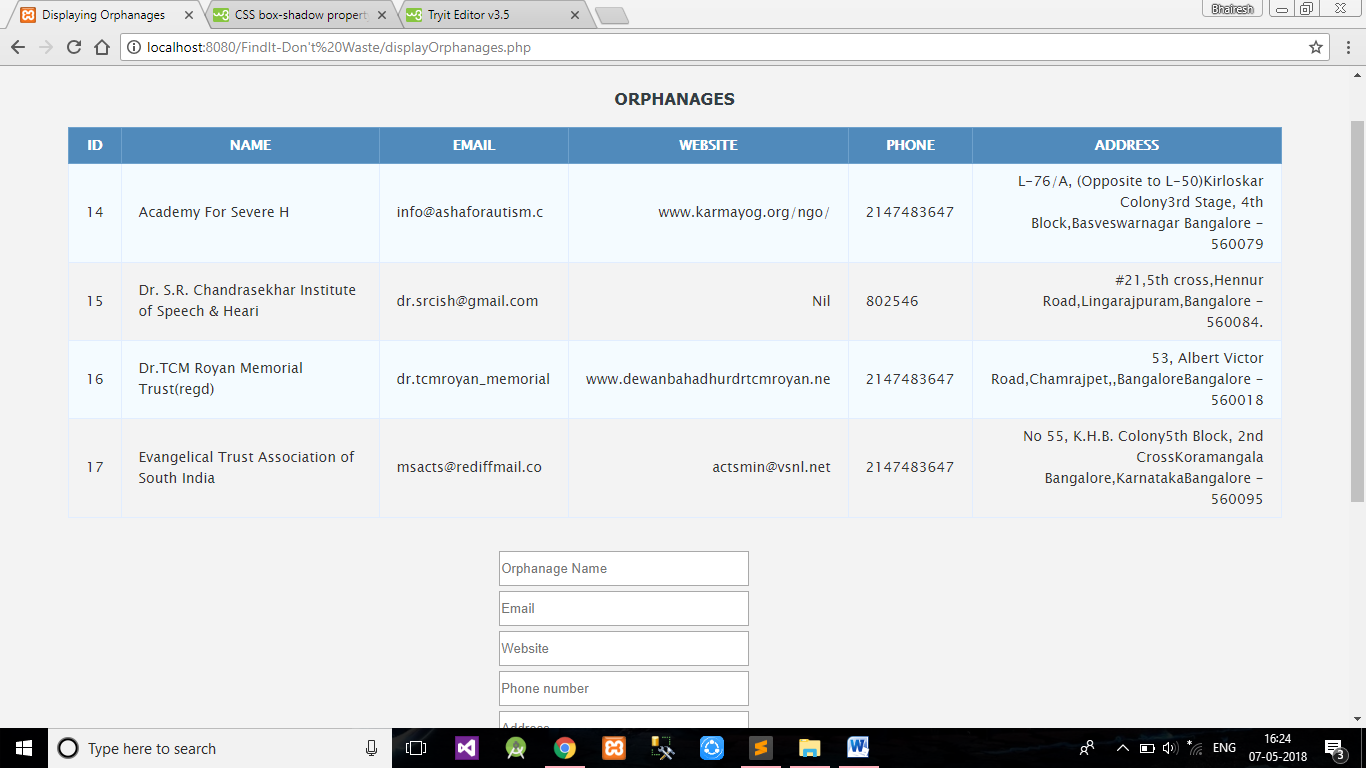 Displaying Orphanages
CSS box-shadow propert
Tryit Editor v3.5
Bhairesh
localhost:8080/FindIt-Don't%20Waste/displayOrphanages.php
ORPHANAGES
ID NAME EMAIL WEBSITE PHONE ADDRESS
14 Academy For Severe H info@ashaforautism.c www.karmayog.org/ngo/ 2147483647
L-76/A, (Opposite to L-50)Kirloskar
Colony3rd Stage, 4th
Block,Basveswarnagar Bangalore -
560079
15
Dr. S.R. Chandrasekhar Institute
of Speech & Heari
dr.srcish@gmail.com Nil 802546
#21,5th cross,Hennur
Road,Lingarajpuram,Bangalore -
560084.
16
Dr.TCM Royan Memorial
Trust(regd)
dr.tcmroyan_memorial www.dewanbahadhurdrtcmroyan.ne 2147483647
53, Albert Victor
Road,Chamrajpet,,BangaloreBangalore -
560018
17
Evangelical Trust Association of
South India
msacts@rediffmail.co actsmin@vsnl.net 2147483647
No 55, K.H.B. Colony5th Block, 2nd
CrossKoramangala
Bangalore,KarnatakaBangalore -
560095
Orphanage Name
Email
Website
Phone number
Address
Type here to search
ENG
16:24
07-05-2018
3